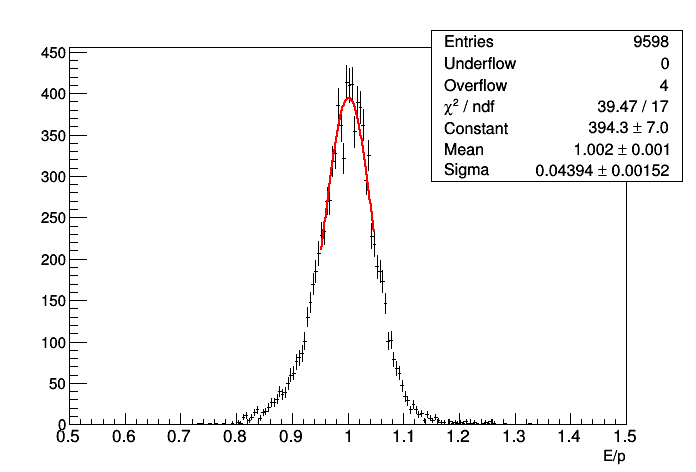 Entries 9598
Underflow 0
Overflow 4
χ² / ndf 39.47 / 17
Constant 394.3 ± 7.0
Mean 1.002 ± 0.001
Sigma 0.04394 ± 0.00152
450
400
350
300
250
200
150
100
50
0
0.5 0.6 0.7 0.8 0.9 1 1.1 1.2 1.3 1.4 1.5
E/p